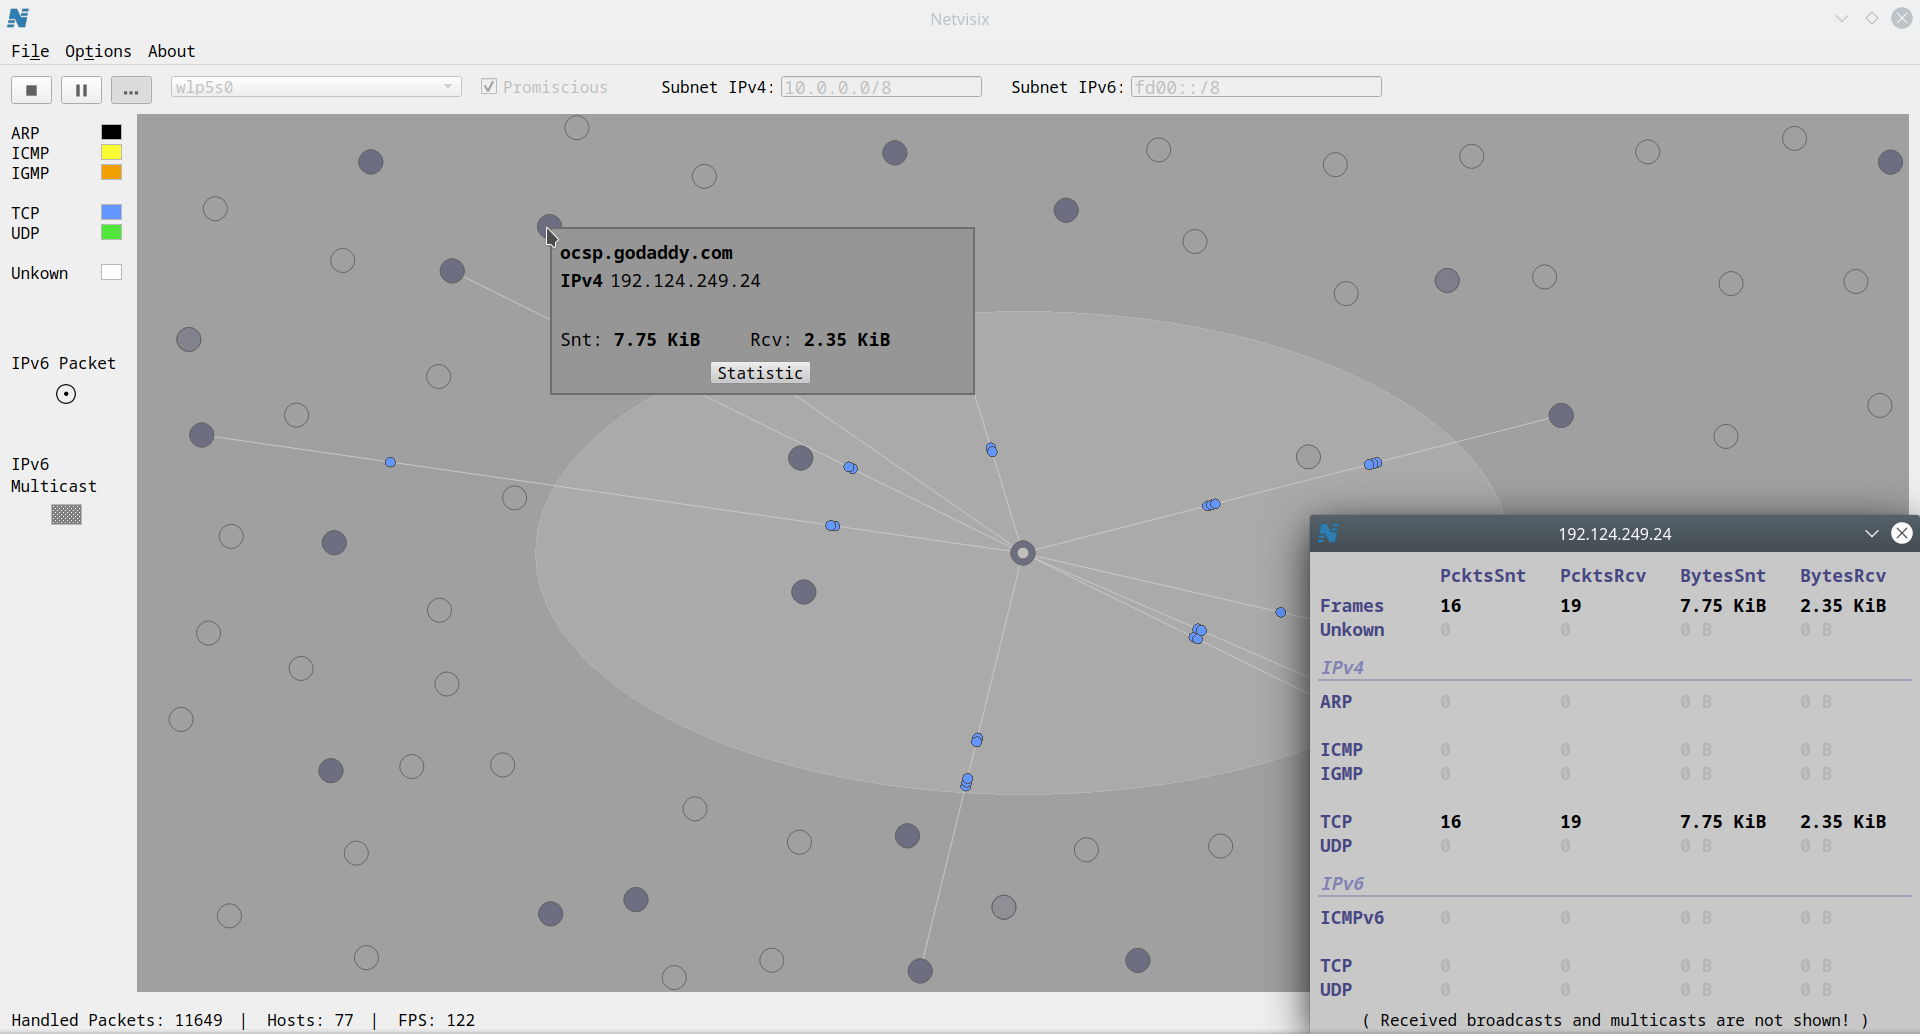 Netvisix
File Options About
... wlp5s0 Promiscious Subnet IPv4: 10.0.0.0/8 Subnet IPv6: fd00::/8
ARP
ICMP
IGMP
TCP
UDP
Unkown
IPv6 Packet
IPv6
Multicast
ocsp.godaddy.com
IPv4 192.124.249.24
Snt: 7.75 KiB Rcv: 2.35 KiB
Statistic
192.124.249.24
PcktsSnt PcktsRcv BytesSnt BytesRcv
Frames 16 19 7.75 KiB 2.35 KiB
Unkown 0 0 0 B 0 B
IPv4
ARP 0 0 0 B 0 B
ICMP 0 0 0 B 0 B
IGMP 0 0 0 B 0 B
TCP 16 19 7.75 KiB 2.35 KiB
UDP 0 0 0 B 0 B
IPv6
ICMPv6 0 0 0 B 0 B
TCP 0 0 0 B 0 B
UDP 0 0 0 B 0 B
( Received broadcasts and multicasts are not shown! )
Handled Packets: 11649 | Hosts: 77 | FPS: 122